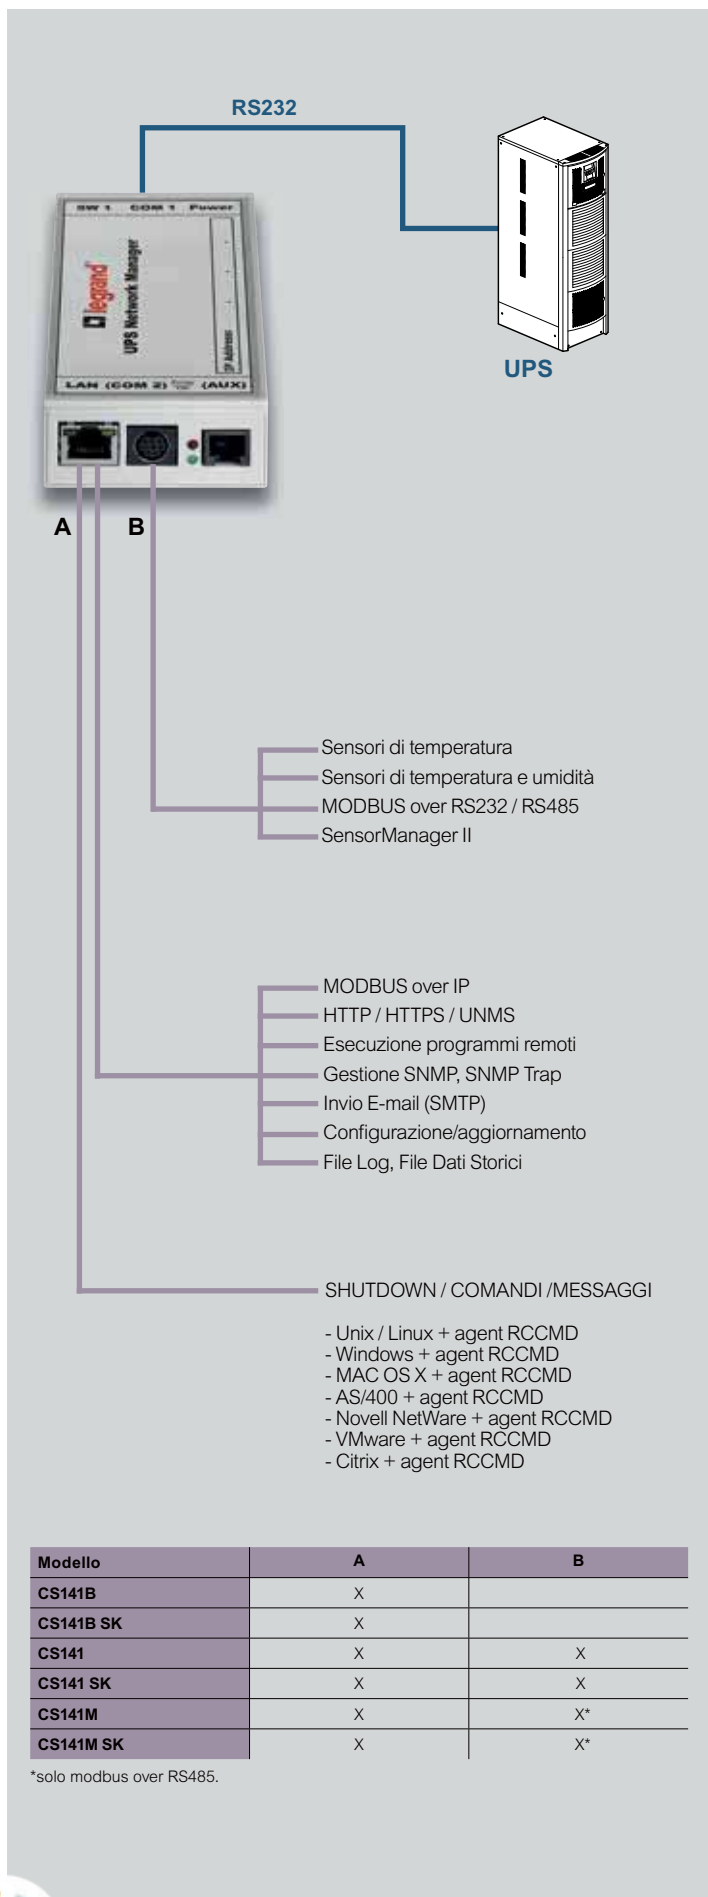 RS232
SW 1 COM 1 Power
legrand
UPS Network Manager
IP Address:
LAN (COM 2) (AUX)
UPS
A B
Sensori di temperatura
Sensori di temperatura e umidità
MODBUS over RS232 / RS485
SensorManager II
MODBUS over IP
HTTP / HTTPS / UNMS
Esecuzione programmi remoti
Gestione SNMP, SNMP Trap
Invio E-mail (SMTP)
Configurazione/aggiornamento
File Log, File Dati Storici
SHUTDOWN / COMANDI /MESSAGGI
- Unix / Linux + agent RCCMD
- Windows + agent RCCMD
- MAC OS X + agent RCCMD
- AS/400 + agent RCCMD
- Novell NetWare + agent RCCMD
- VMware + agent RCCMD
- Citrix + agent RCCMD
Modello A B
CS141B X
CS141B SK X
CS141 X X
CS141 SK X X
CS141M X X*
CS141M SK X X*
*solo modbus over RS485.